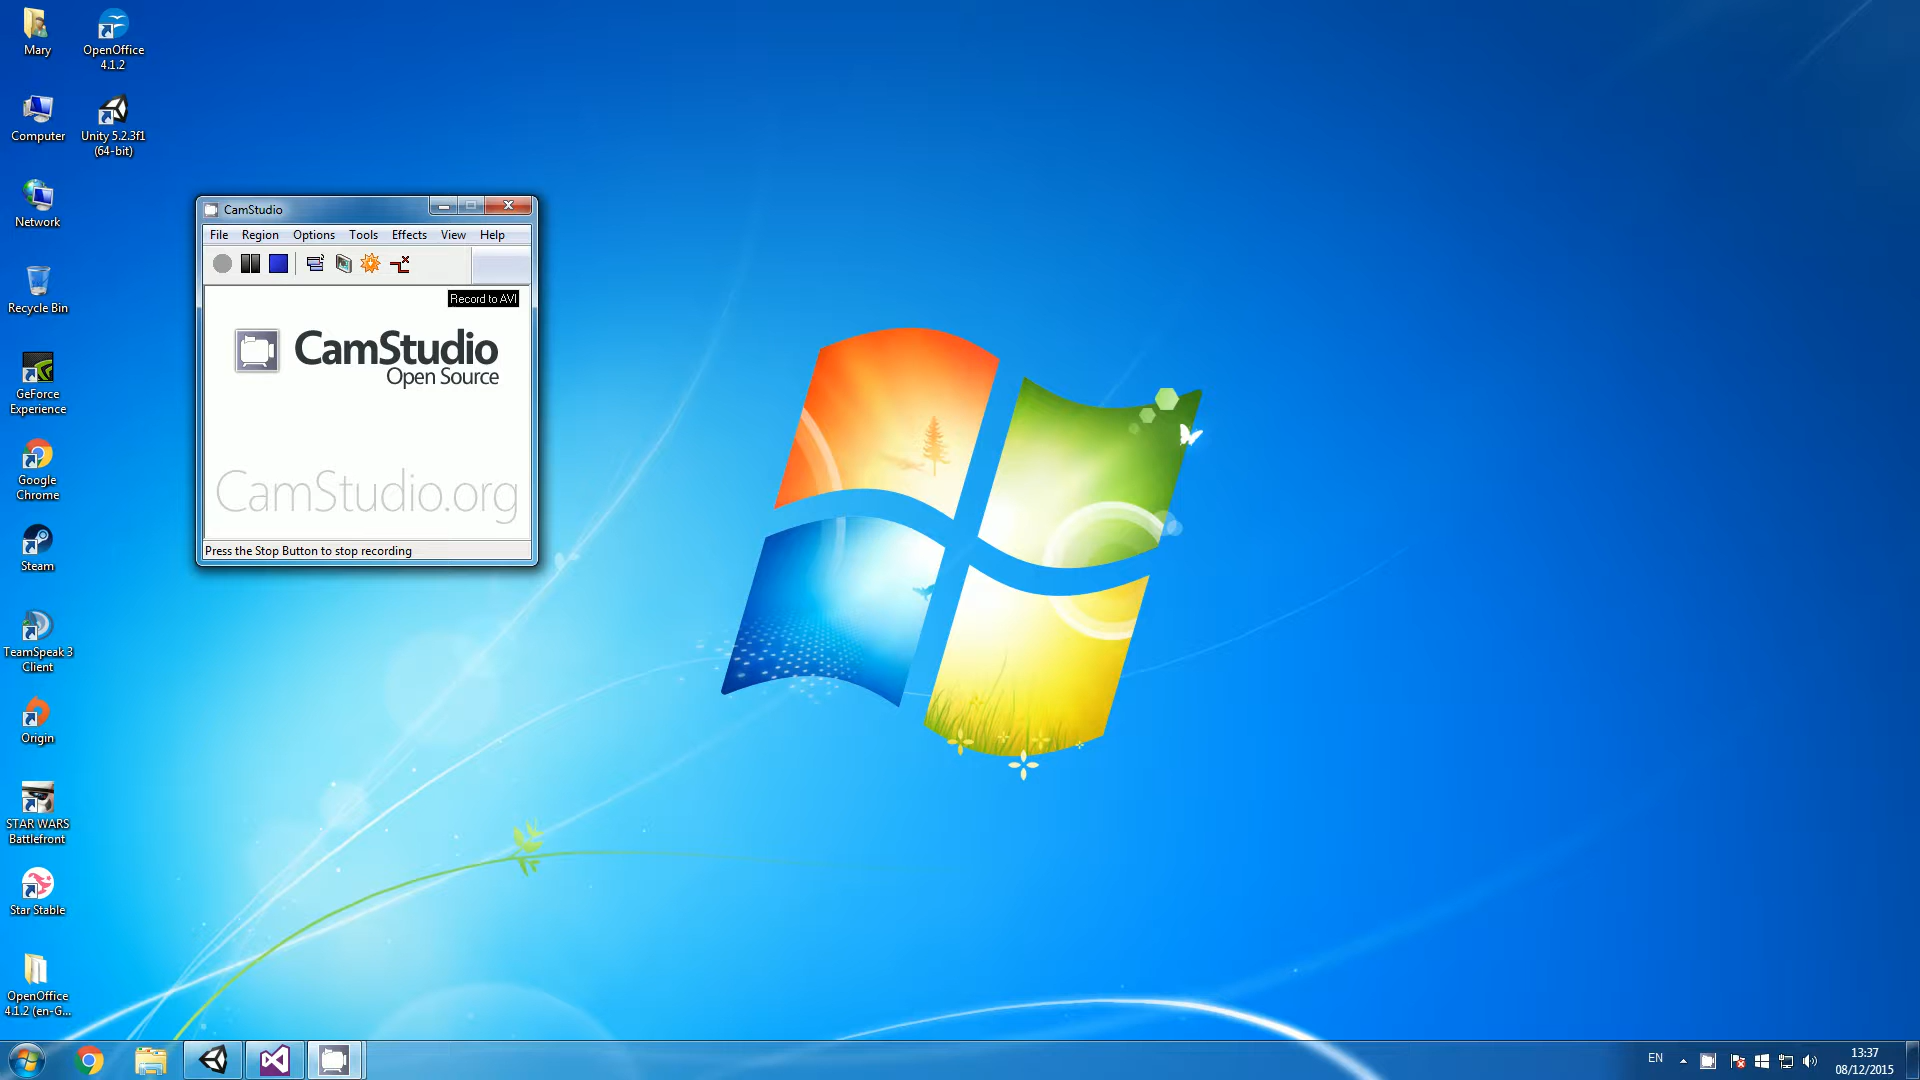 Mary
OpenOffice
4.1.2
Computer
Unity 5.2.3f1
(64-bit)
Network
Recycle Bin
GeForce
Experience
Google
Chrome
Steam
TeamSpeak 3
Client
Origin
STAR WARS
Battlefront
Star Stable
OpenOffice
4.1.2 (en-G...
CamStudio
File Region Options Tools Effects View Help
Record to AVI
CamStudio
Open Source
CamStudio.org
Press the Stop Button to stop recording
EN
13:37
08/12/2015